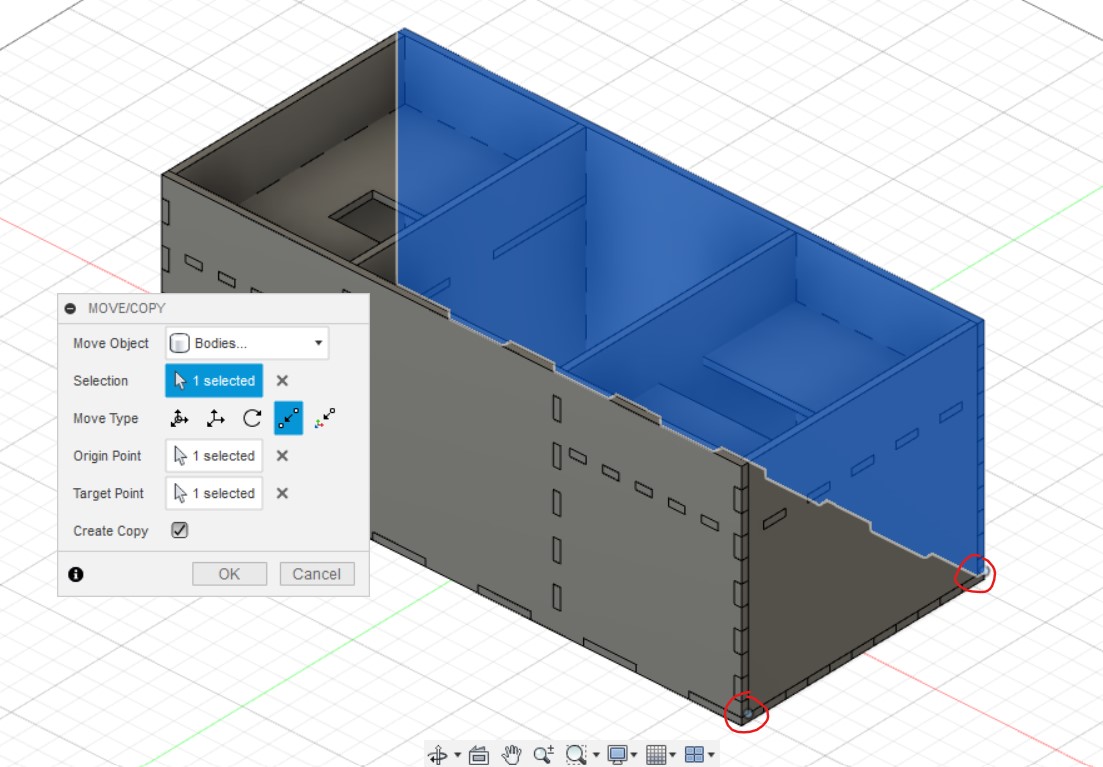 MOVE/COPY
Move Object Bodies...
Selection 1 selected
Move Type
Origin Point 1 selected
Target Point 1 selected
Create Copy
OK Cancel